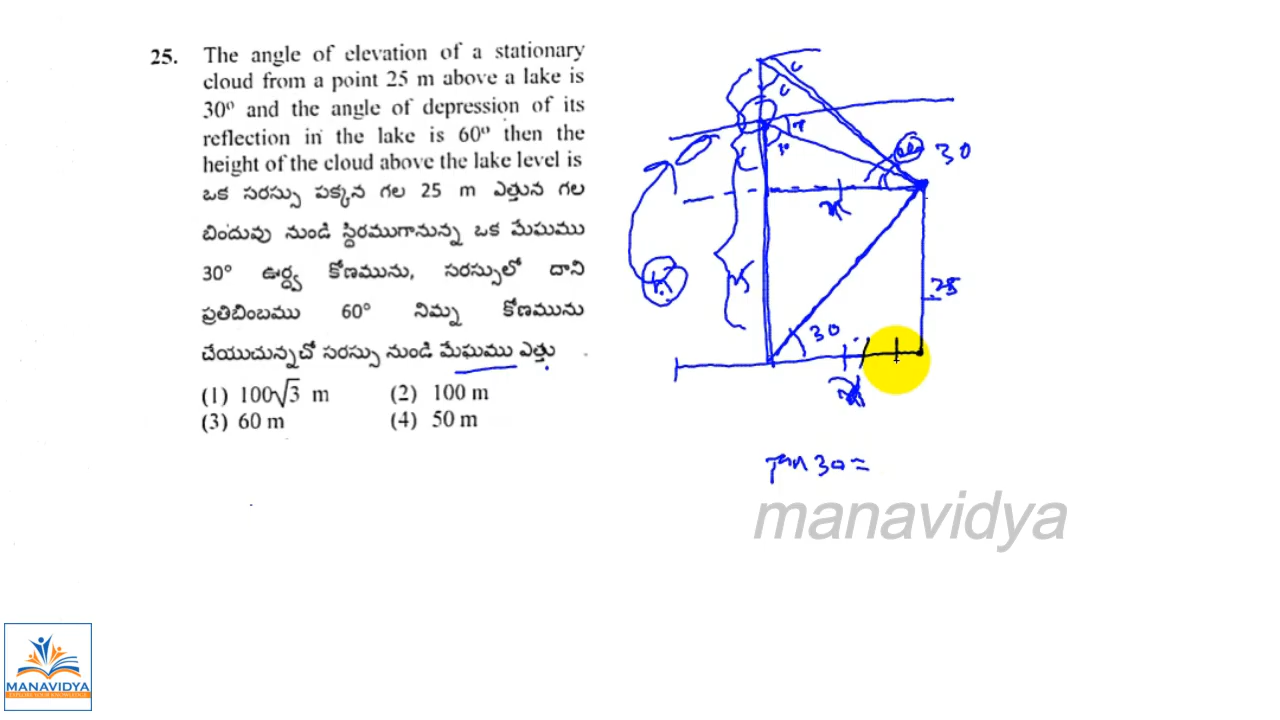 25. The angle of elevation of a stationary
cloud from a point 25 m above a lake is
30° and the angle of depression of its
reflection in the lake is 60° then the
height of the cloud above the lake level is
ఒక సరస్సు పక్కన గల 25 m ఎత్తున గల
బిందువు నుండి స్థిరముగానున్న ఒక మేఘము
30° ఊర్ధ్వ కోణమును, సరస్సులో దాని
ప్రతిబింబము 60° నిమ్న కోణమును
చేయుచున్నచో సరస్సు నుండి మేఘము ఎత్తు
(1) 100√3 m (2) 100 m
(3) 60 m (4) 50 m
30
x
25
30
x
Tan 30 =
manavidya
MANAVIDYA